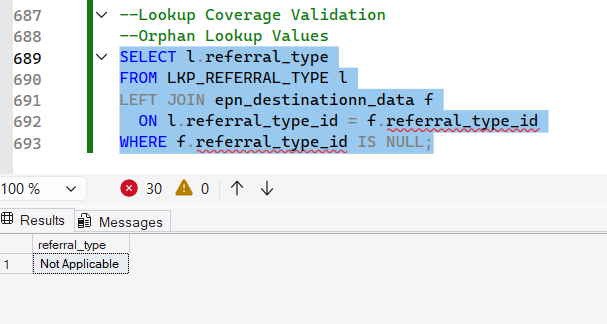 687 --Lookup Coverage Validation
688 --Orphan Lookup Values
689 SELECT l.referral_type
690 FROM LKP_REFERRAL_TYPE l
691 LEFT JOIN epn_destinationn_data f
692 ON l.referral_type_id = f.referral_type_id
693 WHERE f.referral_type_id IS NULL;
100 % 30 0
Results Messages
referral_type
1 Not Applicable